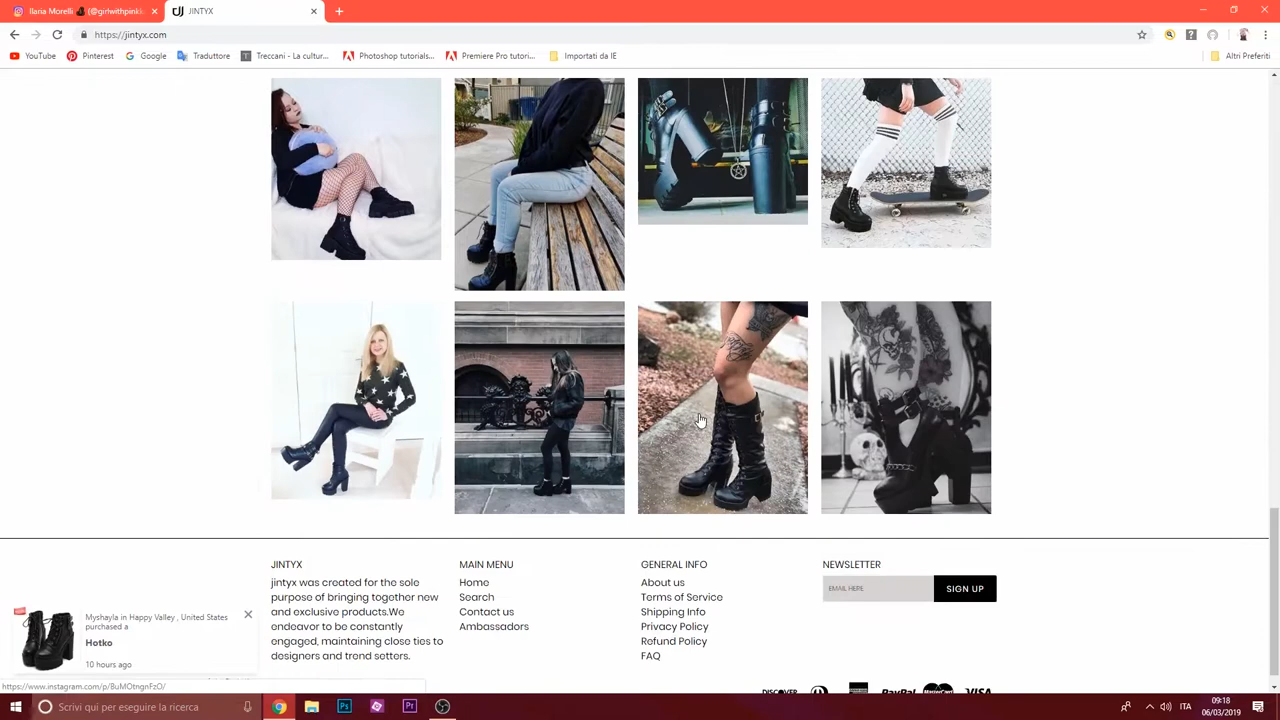 Ilaria Morelli (@girlwithpinkh
JINTYX
https://jintyx.com
YouTube
Pinterest
Google
Traduttore
Treccani - La cultur...
Photoshop tutorials...
Premiere Pro tutori...
Importati da IE
Altri Preferiti
JINTYX
jintyx was created for the sole
purpose of bringing together new
and exclusive products.We
endeavor to be constantly
engaged, maintaining close ties to
designers and trend setters.
MAIN MENU
Home
Search
Contact us
Ambassadors
GENERAL INFO
About us
Terms of Service
Shipping Info
Privacy Policy
Refund Policy
FAQ
NEWSLETTER
EMAIL HERE
SIGN UP
Myshayla in Happy Valley , United States
purchased a
Hotko
10 hours ago
https://www.instagram.com/p/BuMOtngnFzO/
DISCOVER
PayPal
MasterCard
VISA
Scrivi qui per eseguire la ricerca
Ps
Pr
ITA
09:18
06/03/2019